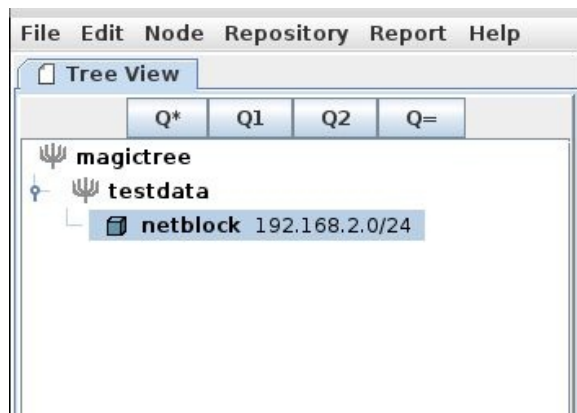 File Edit Node Repository Report Help
Tree View
Q* Q1 Q2 Q=
magictree
testdata
netblock 192.168.2.0/24